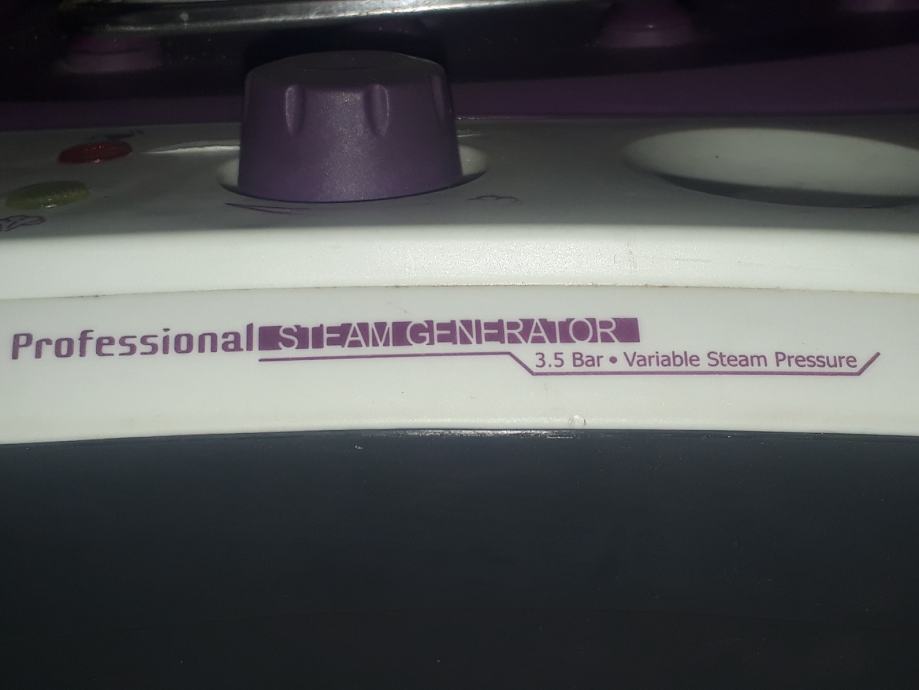 Professional STEAM GENERATOR
3.5 Bar • Variable Steam Pressure